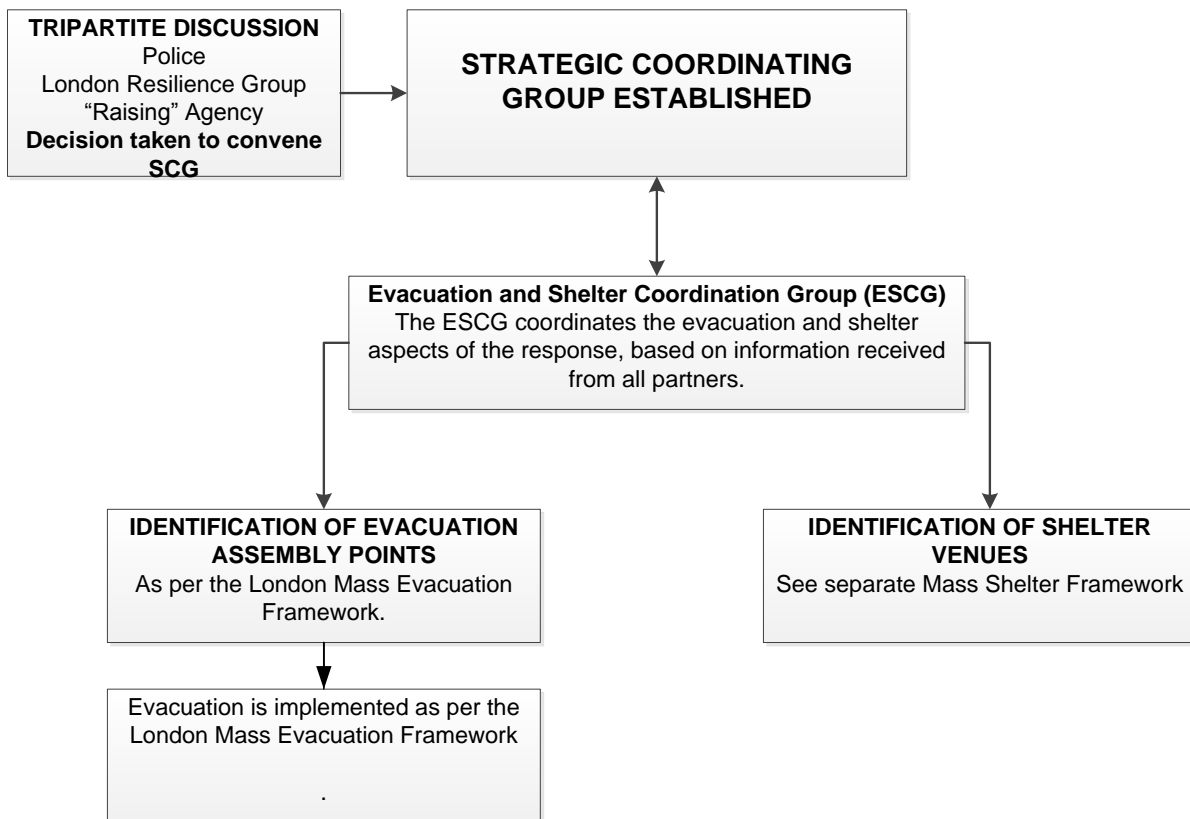 TRIPARTITE DISCUSSION
Police
London Resilience Group
“Raising” Agency
Decision taken to convene
SCG
STRATEGIC COORDINATING
GROUP ESTABLISHED
Evacuation and Shelter Coordination Group (ESCG)
The ESCG coordinates the evacuation and shelter
aspects of the response, based on information received
from all partners.
IDENTIFICATION OF EVACUATION
ASSEMBLY POINTS
As per the London Mass Evacuation
Framework.
IDENTIFICATION OF SHELTER
VENUES
See separate Mass Shelter Framework
Evacuation is implemented as per the
London Mass Evacuation Framework
.